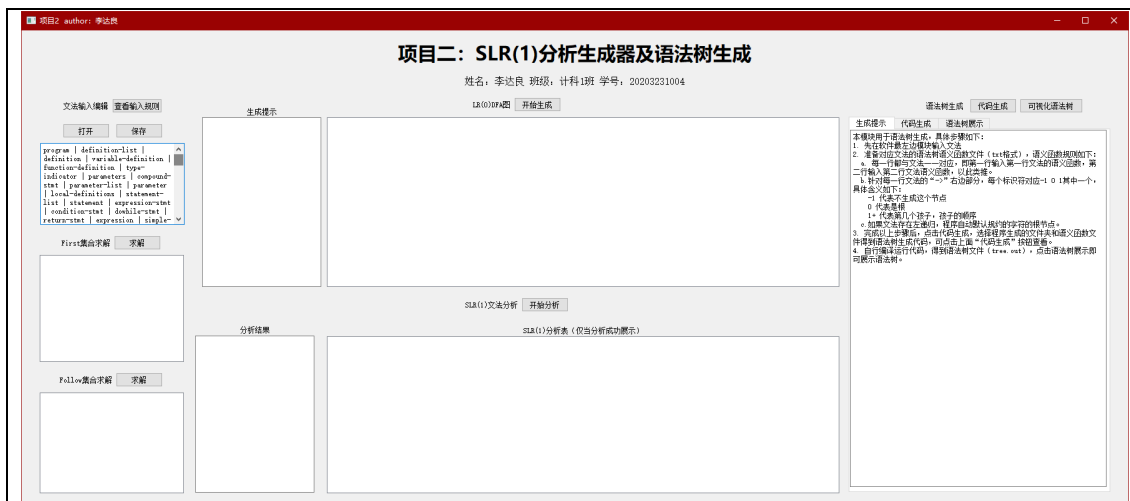 项目2 author: 李达良
项目二：SLR(1)分析生成器及语法树生成
姓名：李达良 班级：计科1班 学号：20203231004
文法输入编辑 查看输入规则
打开 保存
program | definition-list |
definition | variable-definition |
function-definition | type-
indicator | parameters | compound-
stmt | parameter-list | parameter
| local-definitions | statement-
list | statement | expression-stmt
| condition-stmt | dowhile-stmt |
return-stmt | expression | simple-
First集合求解 求解
Follow集合求解 求解
生成提示
分析结果
LR(0)DFA图 开始生成
SLR(1)文法分析 开始分析
SLR(1)分析表（仅当分析成功展示）
语法树生成 代码生成 可视化语法树
生成提示 代码生成 语法树展示
本模块用于语法树生成，具体步骤如下：
1. 先在软件最左边模块输入文法
2. 准备对应文法的语法树语义函数文件（txt格式），语义函数规则如下：
a. 每一行都与文法一一对应，即第一行输入第一行文法的语义函数，第
二行输入第二行文法语义函数，以此类推。
b.针对每一行文法的“->”右边部分，每个标识符对应-1 0 1其中一个，
具体含义如下：
-1 代表不生成这个节点
0 代表是根
1+ 代表第几个孩子，孩子的顺序
c.如果文法存在左递归，程序自动默认规约的字符的根节点。
3. 完成以上步骤后，点击代码生成，选择程序生成的文件夹和语义函数文
件得到语法树生成代码，可点击上面“代码生成”按钮查看。
4. 自行编译运行代码，得到语法树文件（tree.out），点击语法树展示即
可展示语法树。